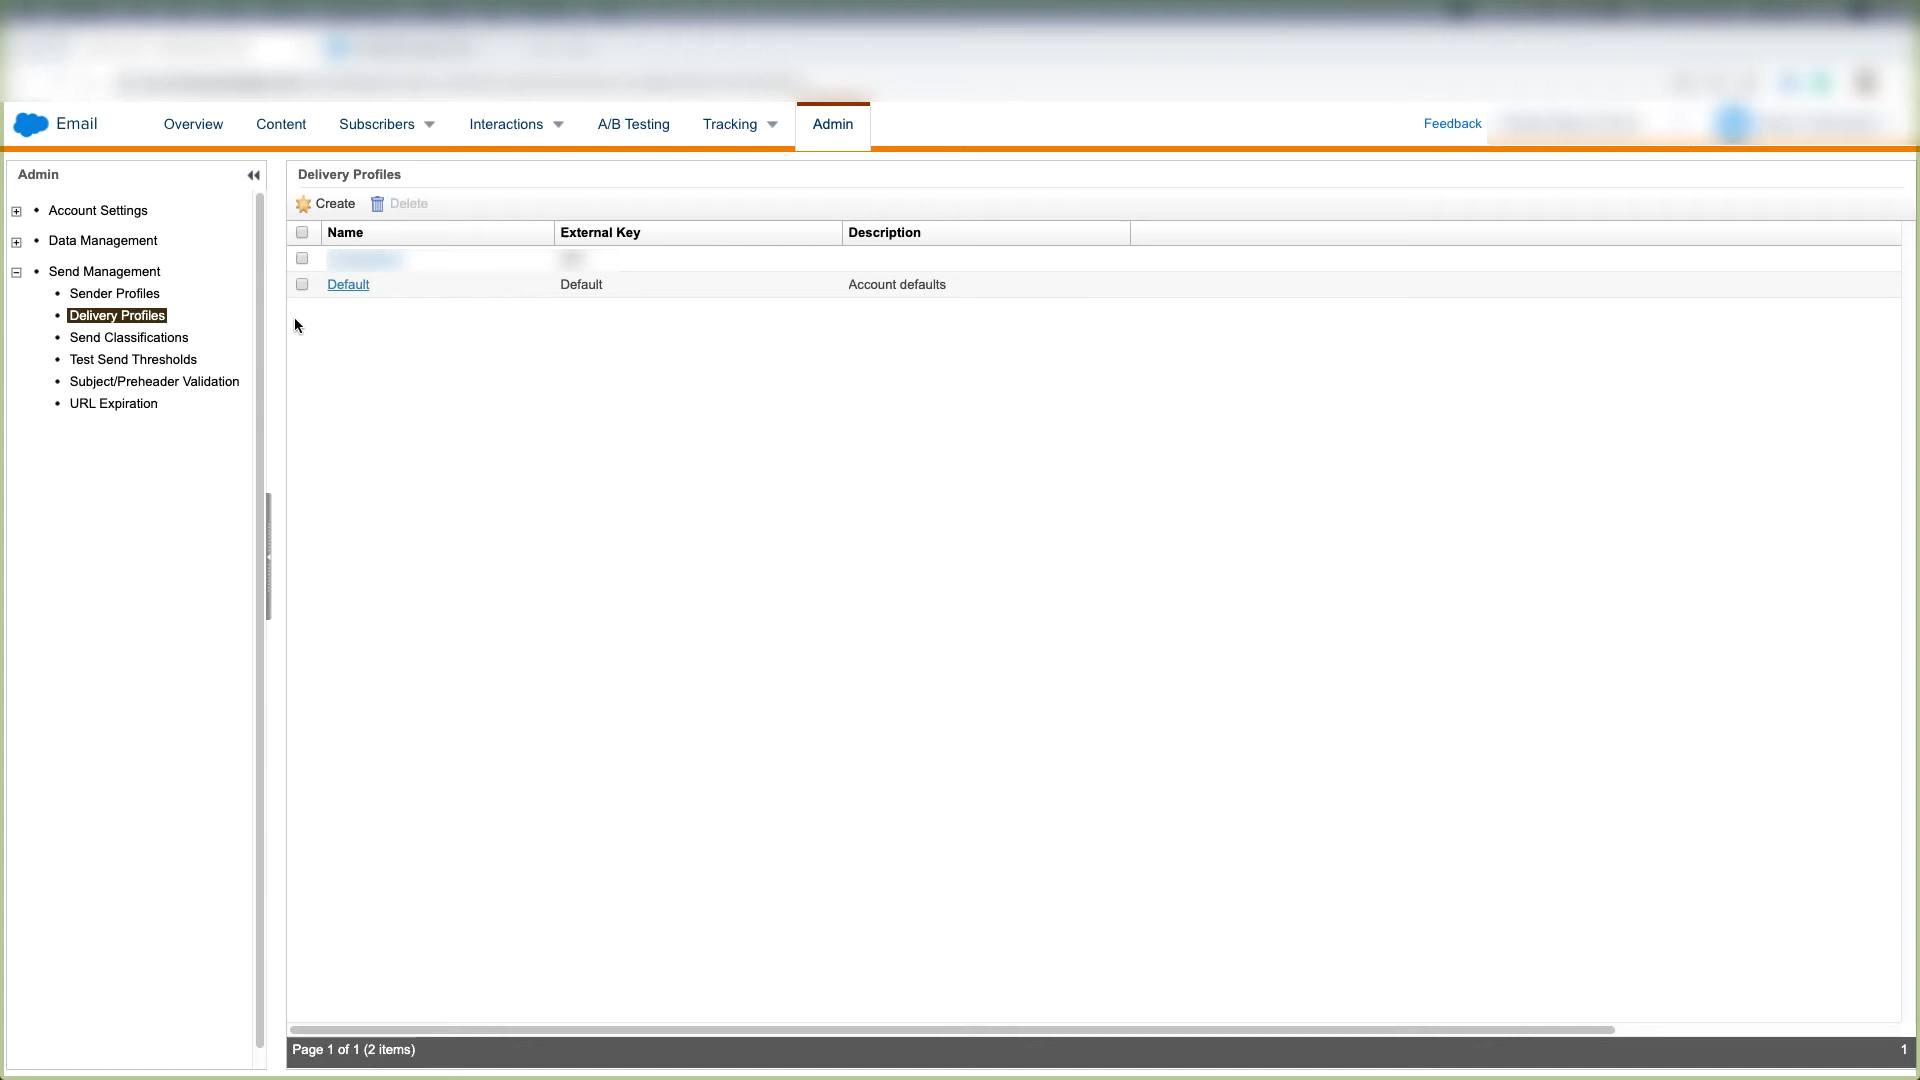 Email
Overview
Content
Subscribers
Interactions
A/B Testing
Tracking
Admin
Feedback
Admin
Account Settings
Data Management
Send Management
Sender Profiles
Delivery Profiles
Send Classifications
Test Send Thresholds
Subject/Preheader Validation
URL Expiration
Delivery Profiles
Create
Delete
Name
External Key
Description
Default
Default
Account defaults
Page 1 of 1 (2 items)
1